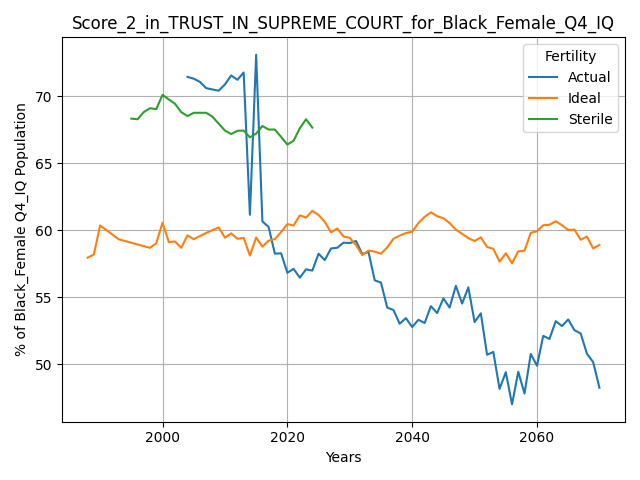 Score_2_in_TRUST_IN_SUPREME_COURT_for_Black_Female_Q4_IQ
Fertility
Actual
Ideal
Sterile
% of Black_Female Q4_IQ Population
70
65
60
55
50
2000
2020
2040
2060
Years